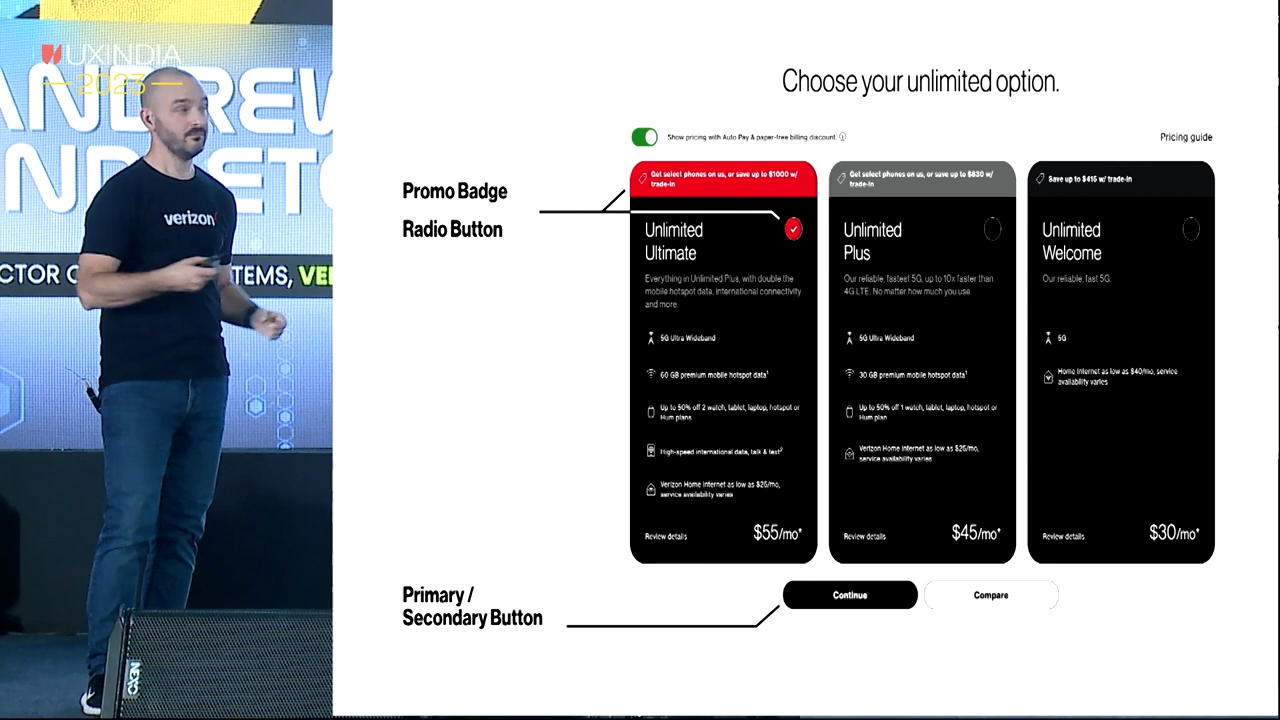 UXINDIA
2023
ANDREW
verizon
TEMS, VE
NEXO
Choose your unlimited option.
Show pricing with Auto Pay & paper-free billing discount.
Pricing guide
Promo Badge
Radio Button
Get select phones on us, or save up to $1000 w/
trade-in
Unlimited
Ultimate
Everything in Unlimited Plus, with double the
mobile hotspot data, international connectivity
and more.
5G Ultra Wideband
60 GB premium mobile hotspot data¹
Up to 50% off 2 watch, tablet, laptop, hotspot or
Hum plans
High-speed international data, talk & text²
Verizon Home Internet as low as $25/mo,
service availability varies
Review details
$55/mo*
Get select phones on us, or save up to $830 w/
trade-in
Unlimited
Plus
Our reliable, fastest 5G, up to 10x faster than
4G LTE. No matter how much you use.
5G Ultra Wideband
30 GB premium mobile hotspot data¹
Up to 50% off 1 watch, tablet, laptop, hotspot or
Hum plan
Verizon Home Internet as low as $25/mo,
service availability varies
Review details
$45/mo*
Save up to $415 w/ trade-in
Unlimited
Welcome
Our reliable, fast 5G.
5G
Home Internet as low as $40/mo, service
availability varies
Review details
$30/mo*
Primary /
Secondary Button
Continue
Compare